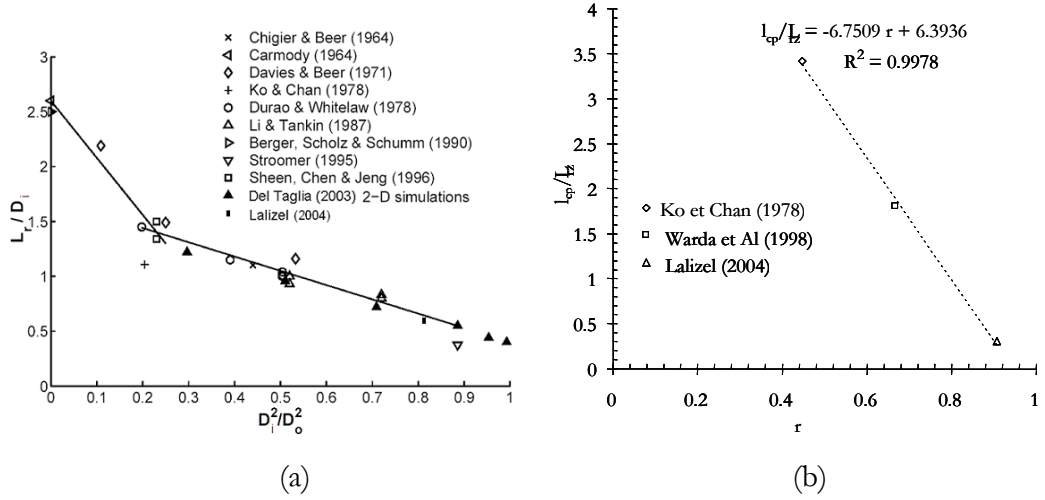 Chigier & Beer (1964)
Carmody (1964)
Davies & Beer (1971)
Ko & Chan (1978)
Durao & Whitelaw (1978)
Li & Tankin (1987)
Berger, Scholz & Schumm (1990)
Stroomer (1995)
Sheen, Chen & Jeng (1996)
Del Taglia (2003) 2-D simulations
Lalizel (2004)
3
2.5
2
1.5
1
0.5
0
L_r / D_i
0 0.1 0.2 0.3 0.4 0.5 0.6 0.7 0.8 0.9 1
D_i^2/D_o^2
(a)
l_cp/L_rz = -6.7509 r + 6.3936
R^2 = 0.9978
4
3.5
3
2.5
2
1.5
1
0.5
0
l_cp/L_rz
Ko et Chan (1978)
Warda et Al (1998)
Lalizel (2004)
0 0.2 0.4 0.6 0.8 1
r
(b)